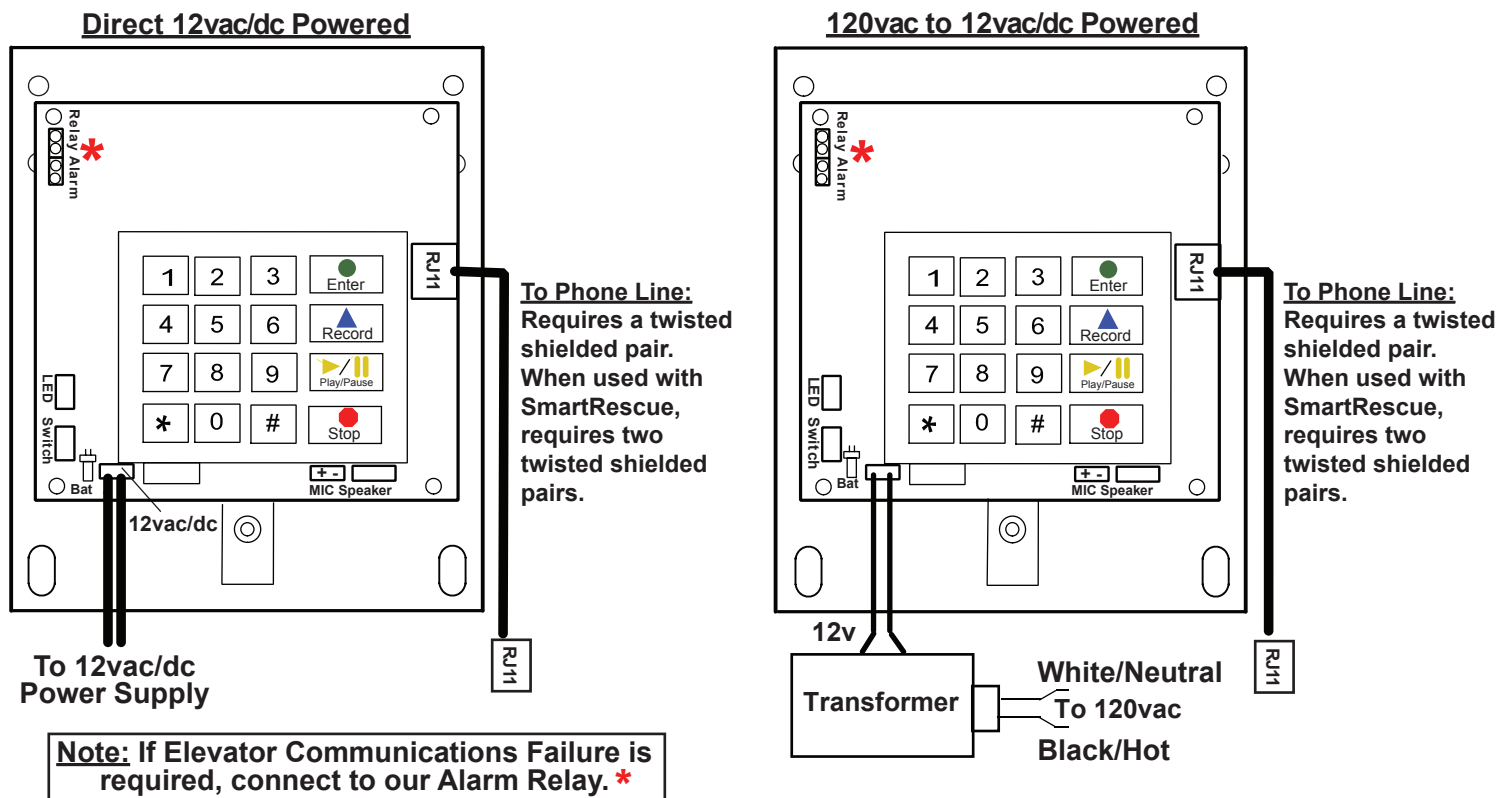 Direct 12vac/dc Powered
Relay Alarm
*
RJ11
1 2 3 Enter
4 5 6 Record
7 8 9 Play/Pause
* 0 # Stop
LED
Switch
Bat
+ -
MIC Speaker
12vac/dc
To Phone Line:
Requires a twisted
shielded pair.
When used with
SmartRescue,
requires two
twisted shielded
pairs.
To 12vac/dc
Power Supply
RJ11
Note: If Elevator Communications Failure is
required, connect to our Alarm Relay. *
120vac to 12vac/dc Powered
Relay Alarm
*
RJ11
1 2 3 Enter
4 5 6 Record
7 8 9 Play/Pause
* 0 # Stop
LED
Switch
Bat
+ -
MIC Speaker
To Phone Line:
Requires a twisted
shielded pair.
When used with
SmartRescue,
requires two
twisted shielded
pairs.
12v
Transformer
White/Neutral
To 120vac
Black/Hot
RJ11